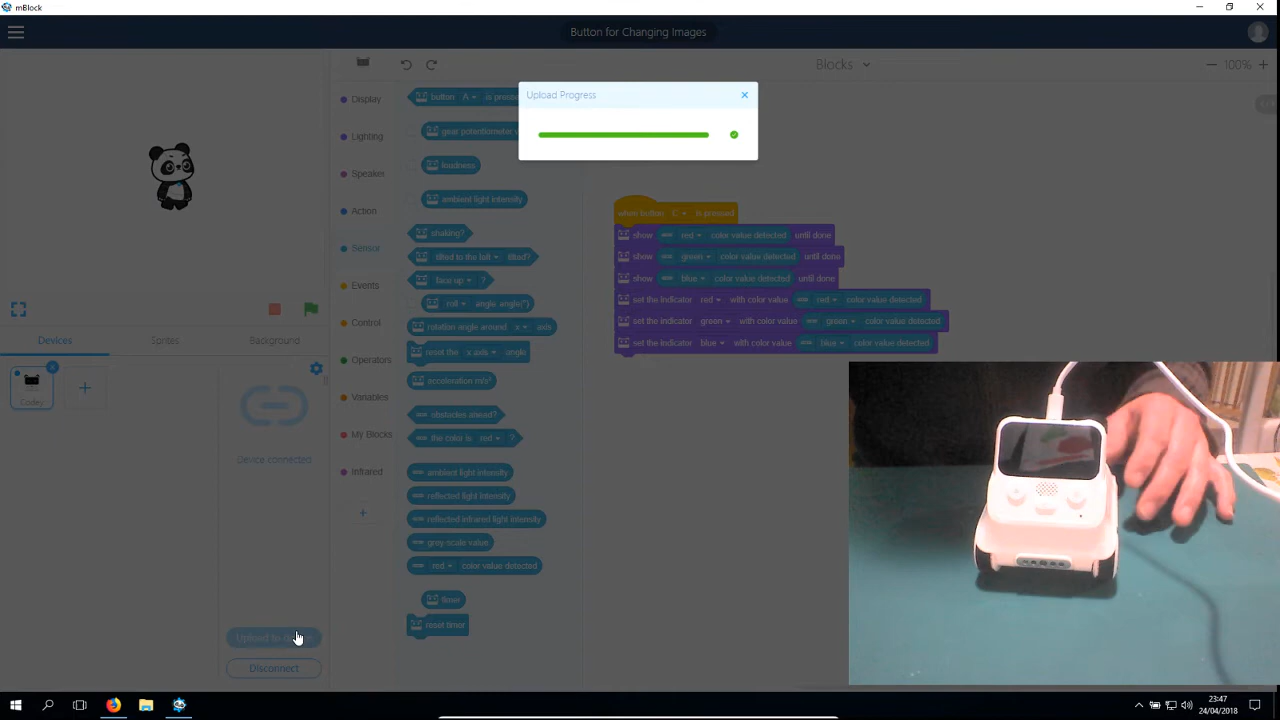 mBlock
Button for Changing Images
Blocks
100%
Upload Progress
Display
Lighting
Speaker
Action
Sensor
Events
Control
Operators
Variables
My Blocks
Infrared
button A is pressed
gear potentiometer v
loudness
ambient light intensity
shaking?
tilted to the left tilted?
face up ?
roll angle angle(°)
rotation angle around x axis
reset the x axis angle
acceleration m/s²
obstacles ahead?
the color is red ?
ambient light intensity
reflected light intensity
reflected infrared light intensity
grey-scale value
red color value detected
timer
reset timer
when button C is pressed
show red color value detected until done
show green color value detected until done
show blue color value detected until done
set the indicator red with color value red color value detected
set the indicator green with color value green color value detected
set the indicator blue with color value blue color value detected
Devices
Sprites
Background
Codey
Device connected
Upload to
Disconnect
23:47
24/04/2018